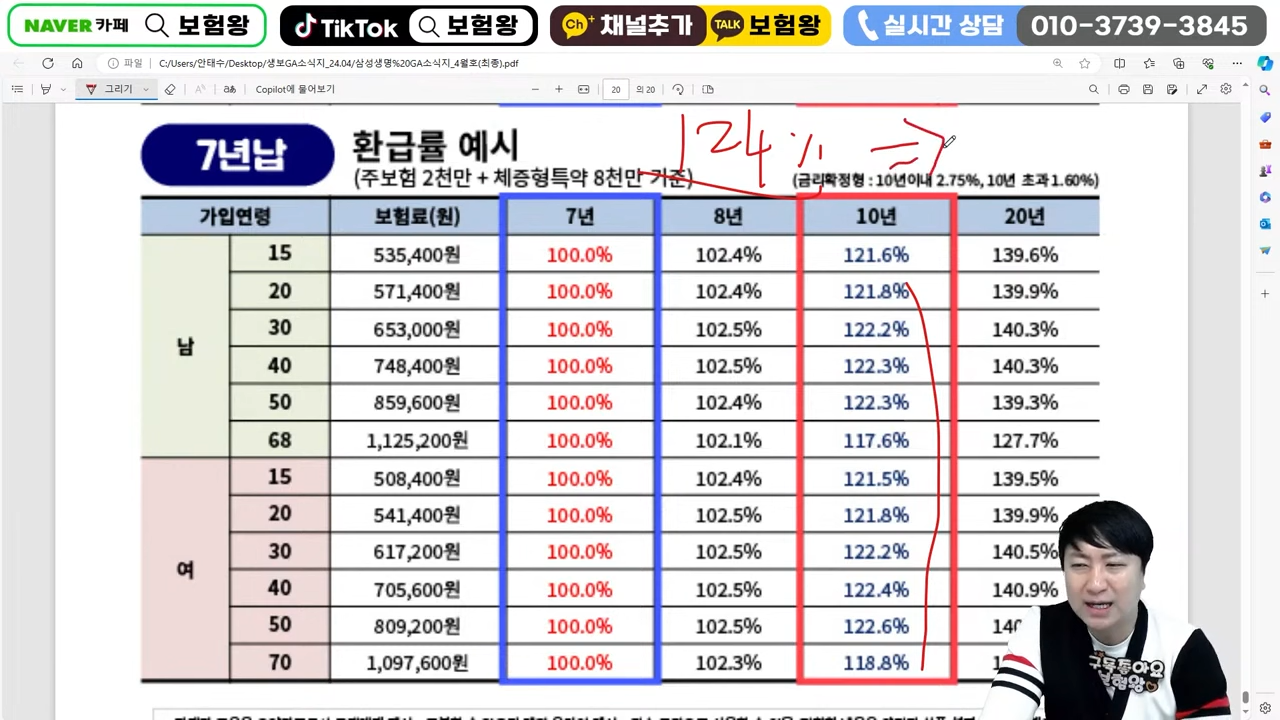 NAVER 카페 보험왕 TikTok 보험왕 Ch+ 채널추가 TALK 보험왕 실시간 상담 010-3739-3845
파일 C:/Users/안태수/Desktop/생보GA소식지_24.04/삼성생명%20GA소식지_4월호(최종).pdf
그리기 aあ Copilot에 물어보기 20 의 20
7년납 환급률 예시 124% ⇒
(주보험 2천만 + 체증형특약 8천만 기준) (금리확정형 : 10년이내 2.75%, 10년 초과 1.60%)
가입연령 보험료(원) 7년 8년 10년 20년
남
15 535,400원 100.0% 102.4% 121.6% 139.6%
20 571,400원 100.0% 102.4% 121.8% 139.9%
30 653,000원 100.0% 102.5% 122.2% 140.3%
40 748,400원 100.0% 102.5% 122.3% 140.3%
50 859,600원 100.0% 102.4% 122.3% 139.3%
68 1,125,200원 100.0% 102.1% 117.6% 127.7%
여
15 508,400원 100.0% 102.4% 121.5% 139.5%
20 541,400원 100.0% 102.5% 121.8% 139.9%
30 617,200원 100.0% 102.5% 122.2% 140.5%
40 705,600원 100.0% 102.5% 122.4% 140.9%
50 809,200원 100.0% 102.5% 122.6%
70 1,097,600원 100.0% 102.3% 118.8%
구독좋아요
보험왕